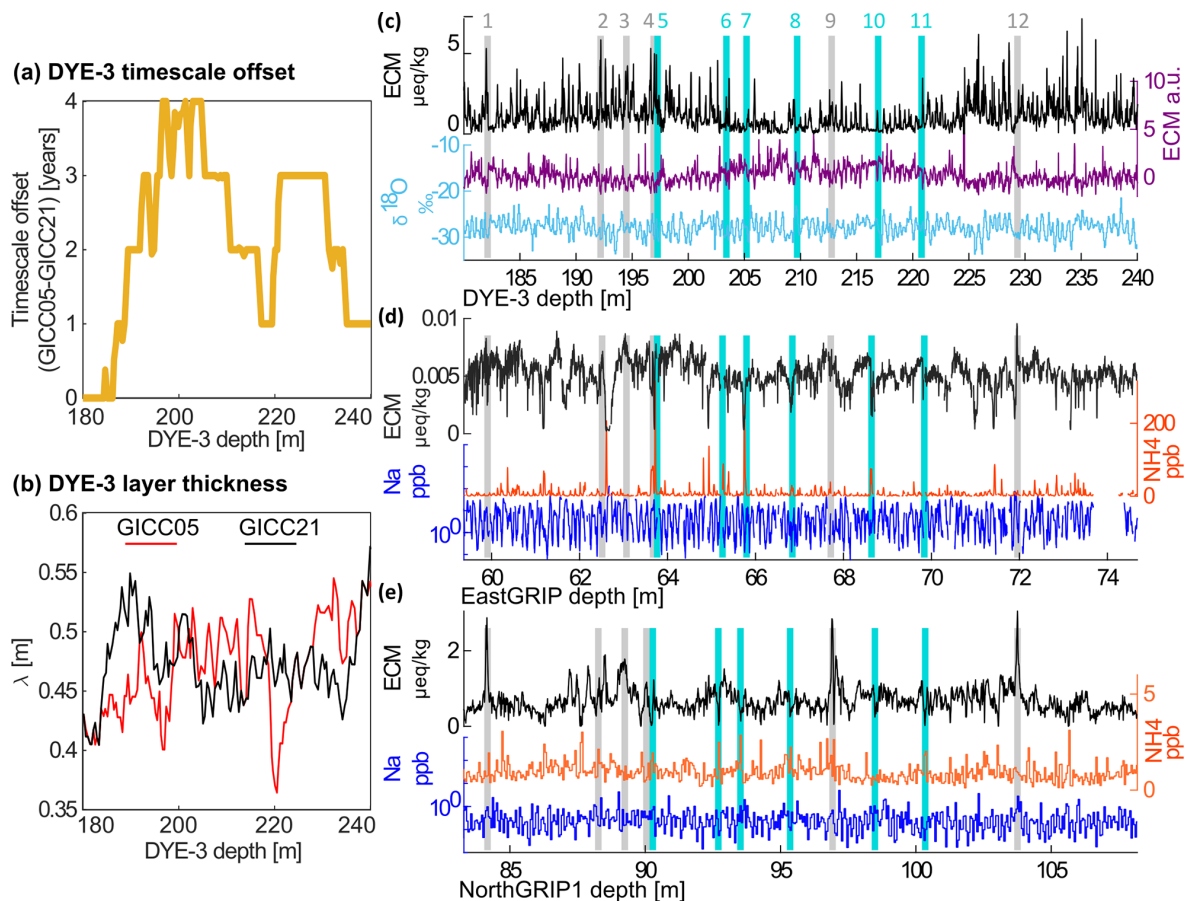 (a) DYE-3 timescale offset
Timescale offset
(GICC05-GICC21) [years]
4
3
2
1
0
180 200 220 240
DYE-3 depth [m]
(b) DYE-3 layer thickness
GICC05 GICC21
λ [m]
0.6
0.55
0.5
0.45
0.4
0.35
180 200 220 240
DYE-3 depth [m]
(c)
1 2 3 4 5 6 7 8 9 10 11 12
ECM
µeq/kg
5
0
10
5
0
ECM a.u.
δ 18O
‰
-10
-20
-30
185 190 195 200 205 210 215 220 225 230 235 240
DYE-3 depth [m]
(d)
ECM
µeq/kg
0.01
0.005
0
200
0
NH4
ppb
Na
ppb
10 0
60 62 64 66 68 70 72 74
EastGRIP depth [m]
(e)
ECM
µeq/kg
2
1
0
5
0
NH4
ppb
Na
ppb
10 0
85 90 95 100 105
NorthGRIP1 depth [m]